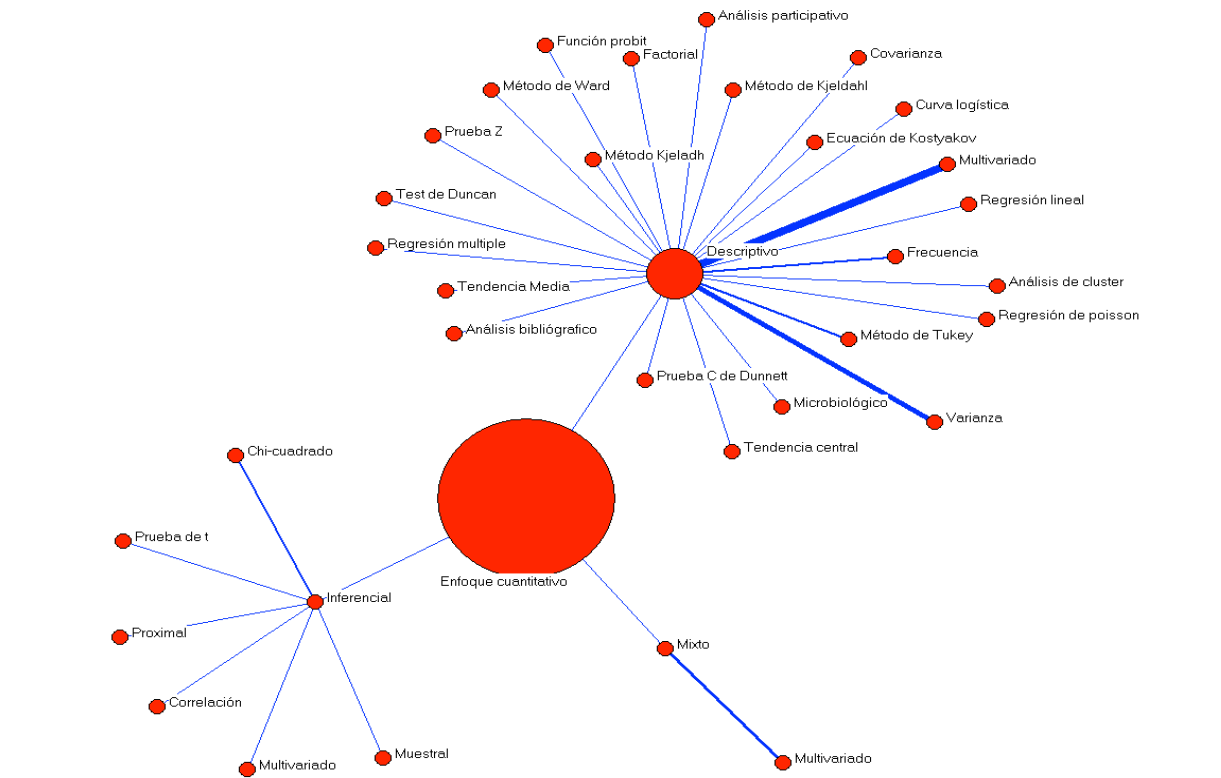 Análisis participativo
Función probit
Factorial
Covarianza
Método de Ward
Método de Kjeldahl
Curva logística
Prueba Z
Ecuación de Kostyakov
Método Kjeladh
Multivariado
Test de Duncan
Regresión lineal
Regresión multiple
Descriptivo
Frecuencia
Tendencia Media
Análisis de cluster
Análisis biblógrafico
Regresión de poisson
Método de Tukey
Prueba C de Dunnett
Microbiológico
Varianza
Tendencia central
Chi-cuadrado
Prueba de t
Enfoque cuantitativo
Inferencial
Proximal
Mixto
Correlación
Muestral
Multivariado
Multivariado